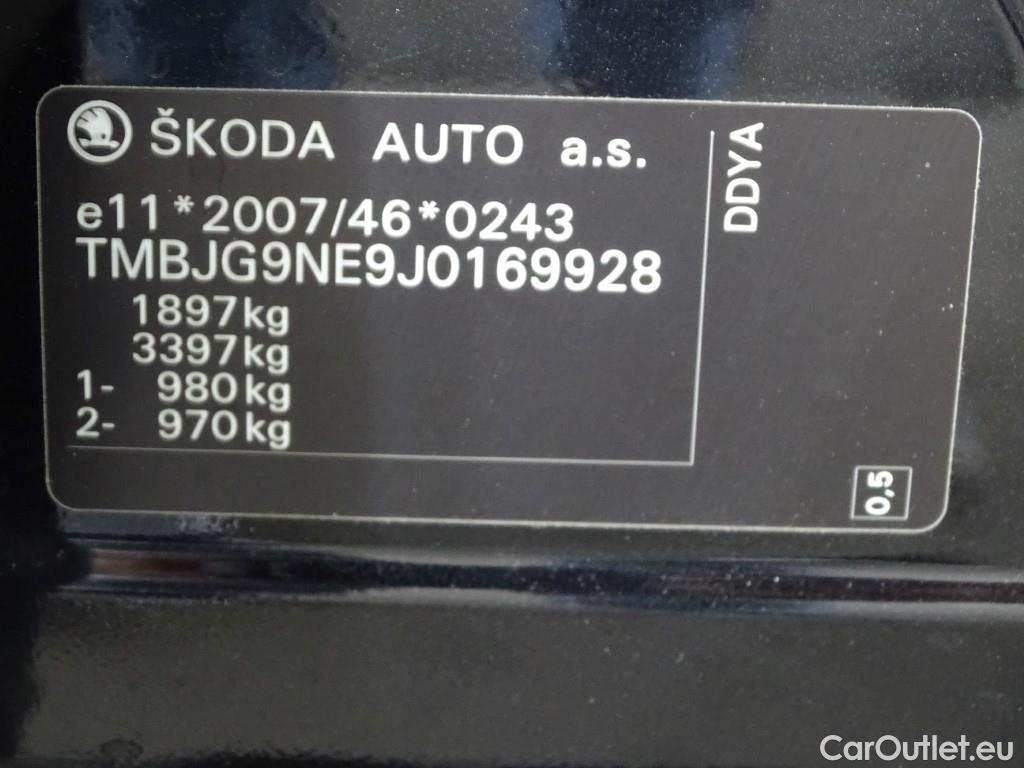 ŠKODA AUTO a.s.
e11*2007/46*0243
TMBJG9NE9J0169928
1897kg
3397kg
1- 980kg
2- 970kg
DDYA
0,5
CarOutlet.eu